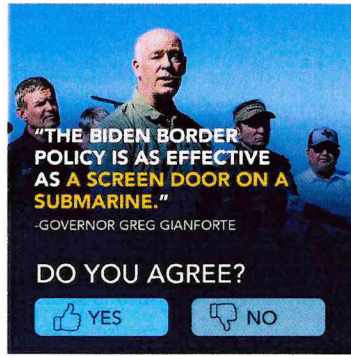 “THE BIDEN BORDER
POLICY IS AS EFFECTIVE
AS A SCREEN DOOR ON A
SUBMARINE.”
-GOVERNOR GREG GIANFORTE
DO YOU AGREE?
YES
NO